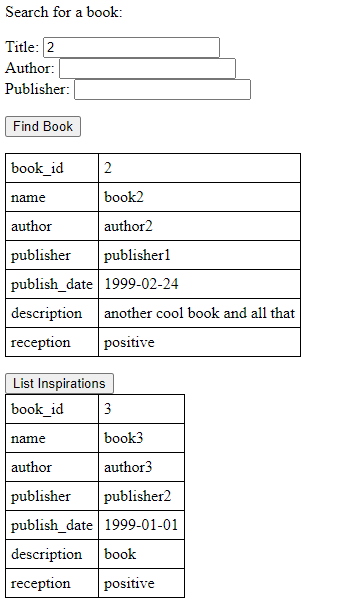 Search for a book:
Title: 2
Author:
Publisher:
Find Book
book_id 2
name book2
author author2
publisher publisher1
publish_date 1999-02-24
description another cool book and all that
reception positive
List Inspirations
book_id 3
name book3
author author3
publisher publisher2
publish_date 1999-01-01
description book
reception positive